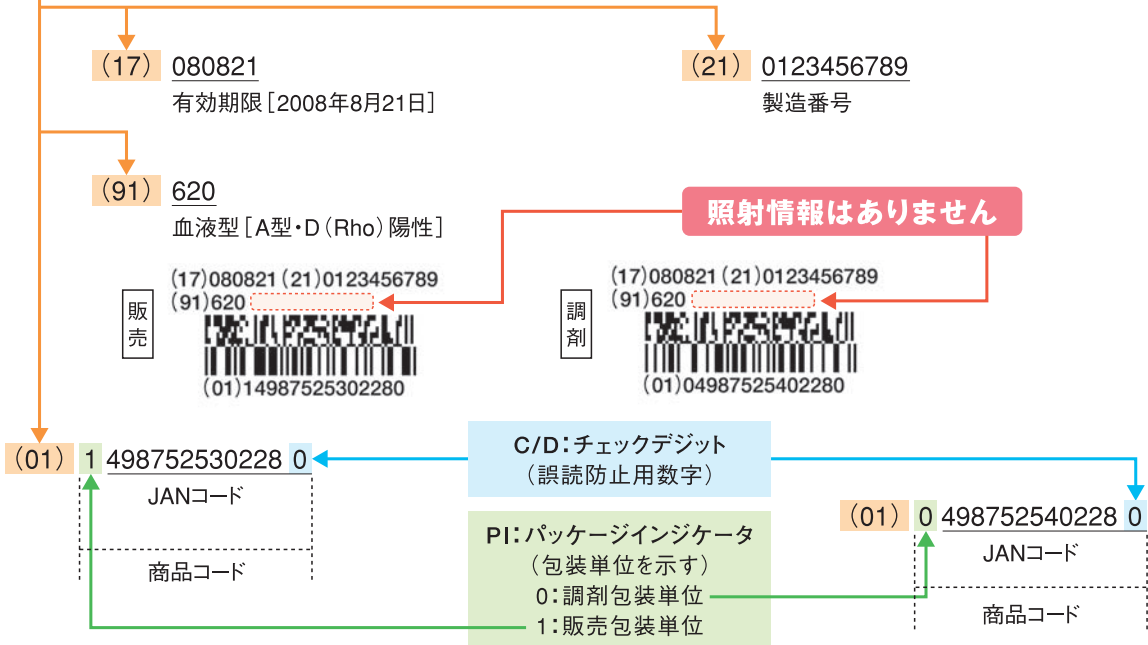 (17) 080821
有効期限[2008年8月21日]
(21) 0123456789
製造番号
(91) 620
血液型[A型・D(Rho)陽性]
照射情報はありません
販売
(17)080821(21)0123456789
(91)620
(01)14987525302280
調剤
(17)080821(21)0123456789
(91)620
(01)04987525402280
(01) 1 498752530228 0
JANコード
商品コード
C/D:チェックデジット
(誤読防止用数字)
PI:パッケージインジケータ
(包装単位を示す)
0:調剤包装単位
1:販売包装単位
(01) 0 498752540228 0
JANコード
商品コード